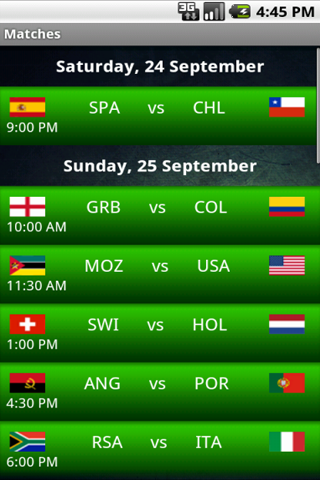 3G 4:45 PM
Matches
Saturday, 24 September
SPA vs CHL
9:00 PM
Sunday, 25 September
GRB vs COL
10:00 AM
MOZ vs USA
11:30 AM
SWI vs HOL
1:00 PM
ANG vs POR
4:30 PM
RSA vs ITA
6:00 PM